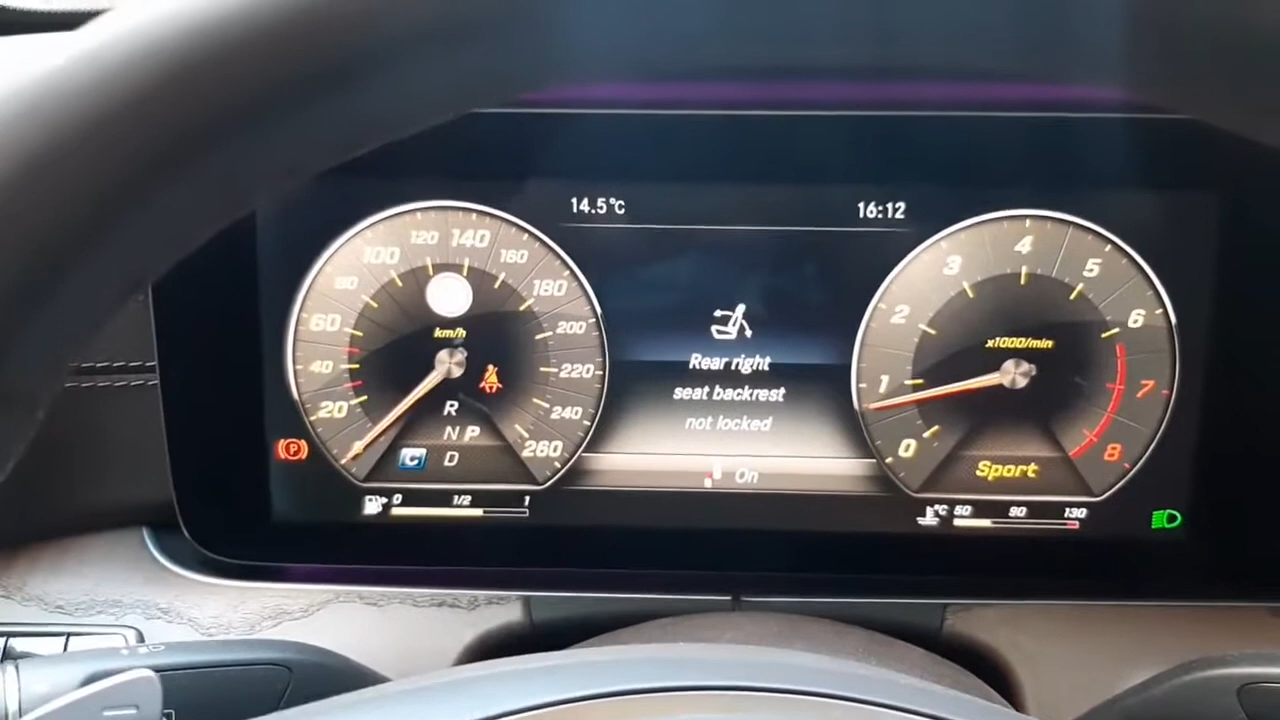 14.5°C
16:12
20
40
60
80
100
120
140
160
180
200
220
240
260
km/h
R
N P
D
C
P
0 1/2 1
Rear right
seat backrest
not locked
On
0
1
2
3
4
5
6
7
8
x1000/min
Sport
°C 50 90 130